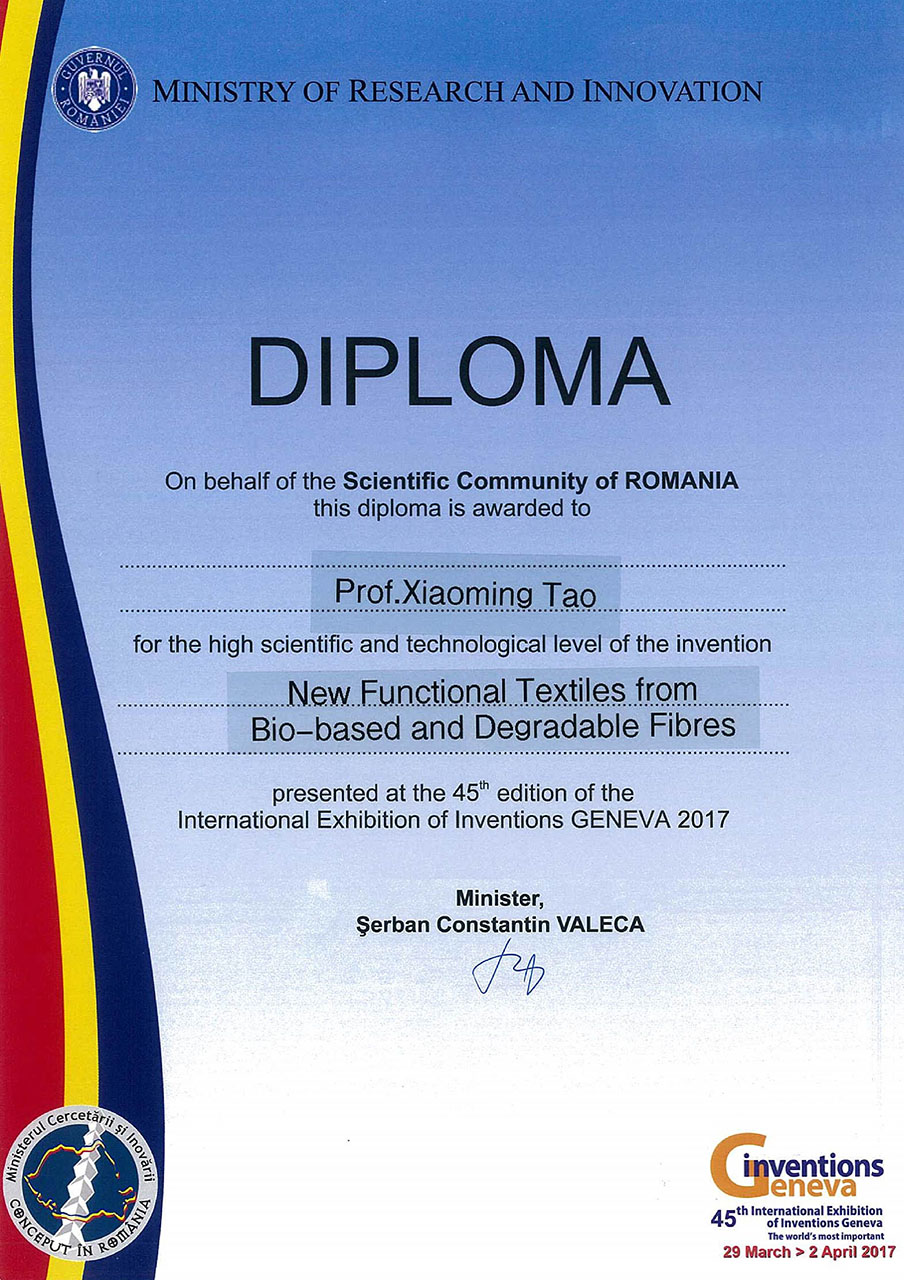 GUVERNUL ROMÂNIEI
MINISTRY OF RESEARCH AND INNOVATION
DIPLOMA
On behalf of the Scientific Community of ROMANIA
this diploma is awarded to
Prof.Xiaoming Tao
for the high scientific and technological level of the invention
New Functional Textiles from
Bio-based and Degradable Fibres
presented at the 45th edition of the
International Exhibition of Inventions GENEVA 2017
Minister,
Şerban Constantin VALECA
Ministerul Cercetării şi Inovării
CONCEPUT ÎN ROMÂNIA
inventions
Geneva
45th International Exhibition
of Inventions Geneva
The world's most important
29 March > 2 April 2017